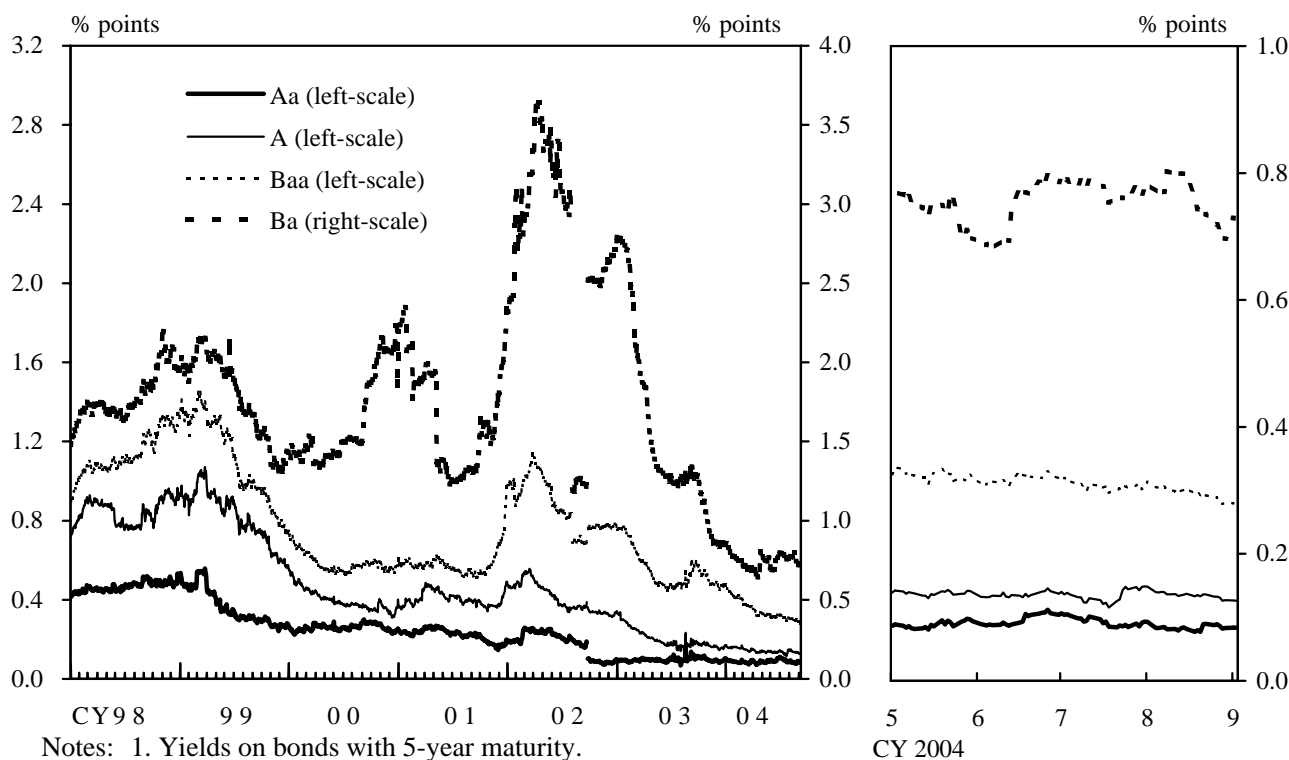 % points % points % points
3.2 4.0 1.0
2.8 3.5
2.4 3.0 0.8
2.0 2.5 0.6
1.6 2.0
1.2 1.5 0.4
0.8 1.0 0.2
0.4 0.5
0.0 0.0 0.0
Aa (left-scale)
A (left-scale)
Baa (left-scale)
Ba (right-scale)
CY98 99 00 01 02 03 04
5 6 7 8 9
CY 2004
Notes: 1. Yields on bonds with 5-year maturity.